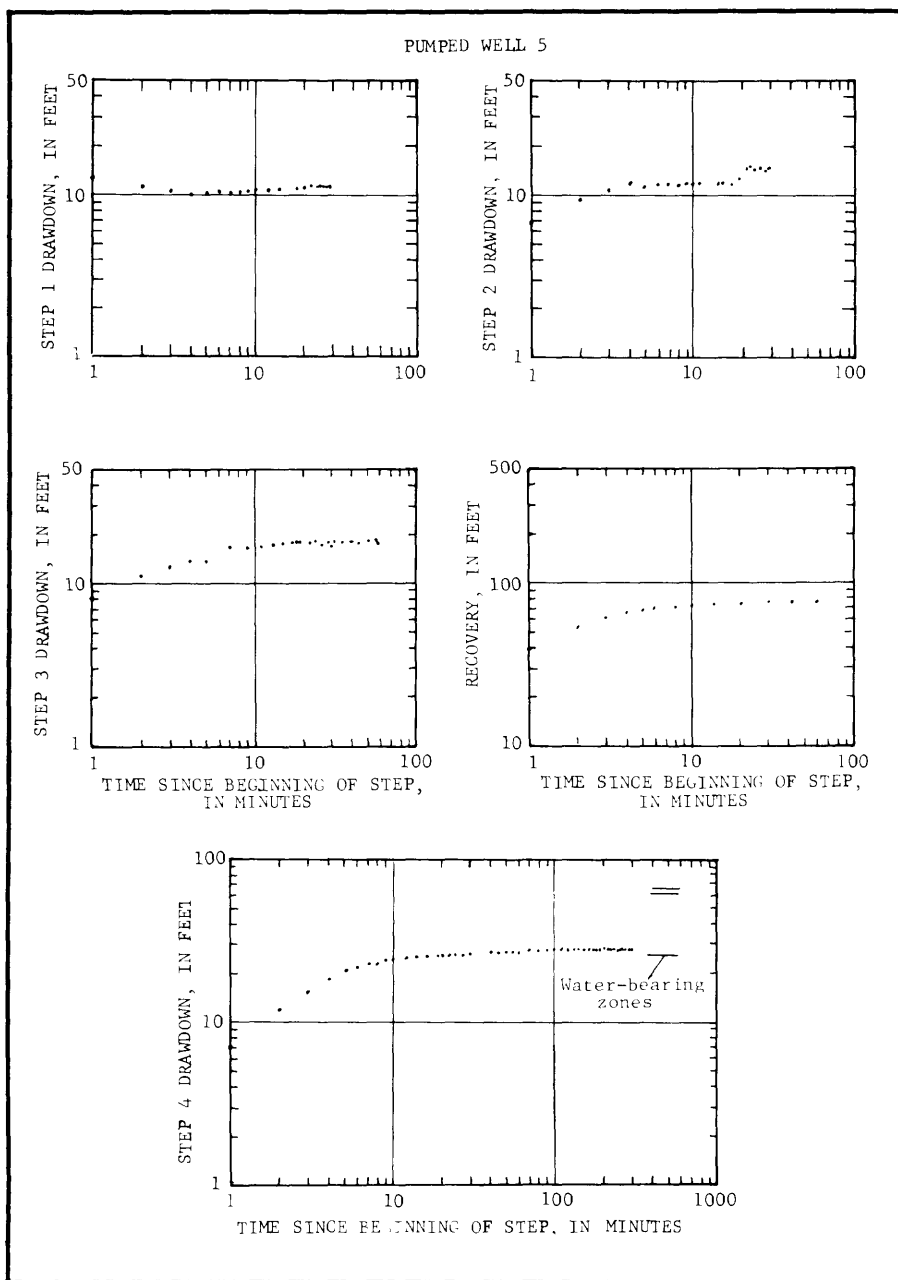 PUMPED WELL 5
STEP 1 DRAWDOWN, IN FEET
50
10
1
1
10
100
STEP 2 DRAWDOWN, IN FEET
50
10
1
1
10
100
STEP 3 DRAWDOWN, IN FEET
50
10
1
1
10
100
TIME SINCE BEGINNING OF STEP,
IN MINUTES
RECOVERY, IN FEET
500
100
10
1
10
100
TIME SINCE BEGINNING OF STEP,
IN MINUTES
STEP 4 DRAWDOWN, IN FEET
100
10
1
Water-bearing
zones
1
10
100
1000
TIME SINCE BEGINNING OF STEP, IN MINUTES